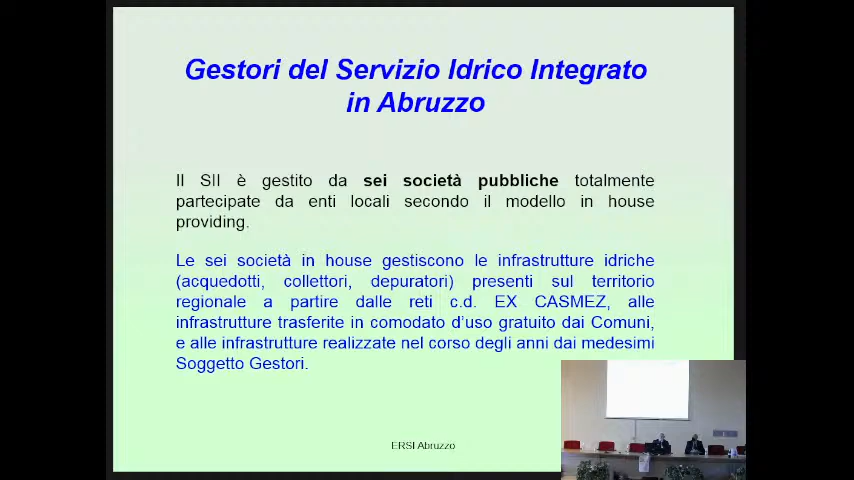 Gestori del Servizio Idrico Integrato
in Abruzzo
Il SII è gestito da sei società pubbliche totalmente
partecipate da enti locali secondo il modello in house
providing.
Le sei società in house gestiscono le infrastrutture idriche
(acquedotti, collettori, depuratori) presenti sul territorio
regionale a partire dalle reti c.d. EX CASMEZ, alle
infrastrutture trasferite in comodato d'uso gratuito dai Comuni,
e alle infrastrutture realizzate nel corso degli anni dai medesimi
Soggetto Gestori.
ERSI Abruzzo